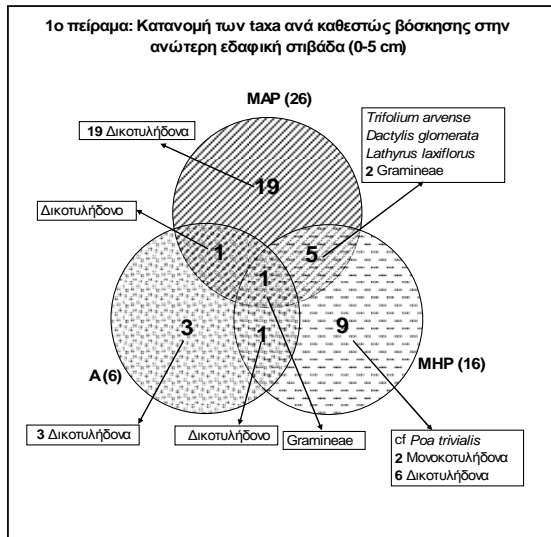 1ο πείραμα: Κατανομή των taxa ανά καθεστώς βόσκησης στην
ανώτερη εδαφική στιβάδα (0-5 cm)
ΜΑΡ (26)
19 Δικοτυλήδονα
Trifolium arvense
Dactylis glomerata
Lathyrus laxiflorus
2 Gramineae
19
Δικοτυλήδονο
1
5
1
3
1
9
Α(6)
ΜΗΡ (16)
3 Δικοτυλήδονα
Δικοτυλήδονο
Gramineae
cf Poa trivialis
2 Μονοκοτυλήδονα
6 Δικοτυλήδονα